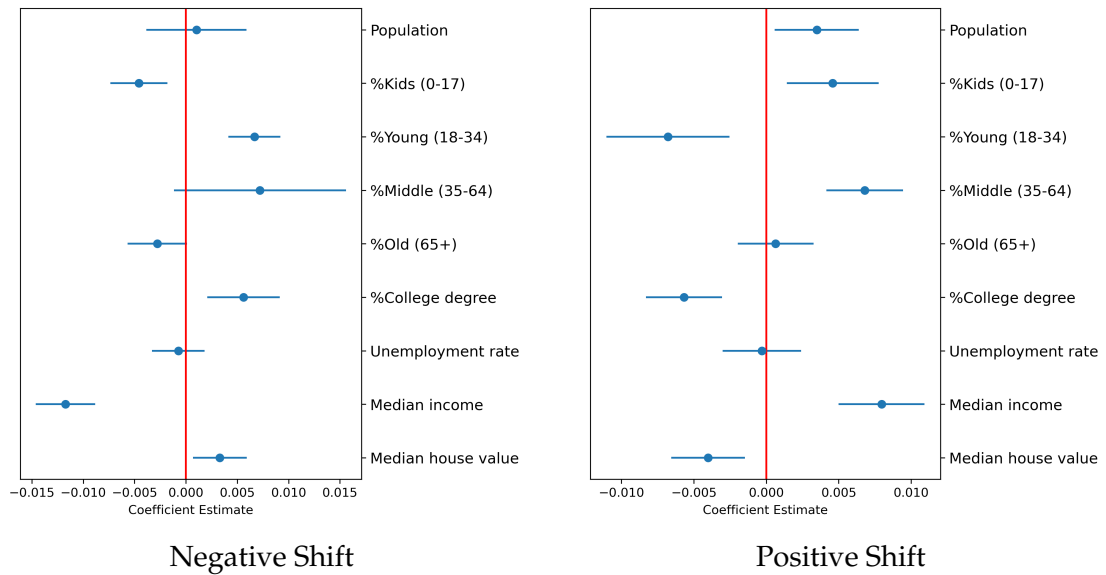 Population
%Kids (0-17)
%Young (18-34)
%Middle (35-64)
%Old (65+)
%College degree
Unemployment rate
Median income
Median house value
−0.015 −0.010 −0.005 0.000 0.005 0.010 0.015
Coefficient Estimate
Negative Shift
Population
%Kids (0-17)
%Young (18-34)
%Middle (35-64)
%Old (65+)
%College degree
Unemployment rate
Median income
Median house value
−0.010 −0.005 0.000 0.005 0.010
Coefficient Estimate
Positive Shift